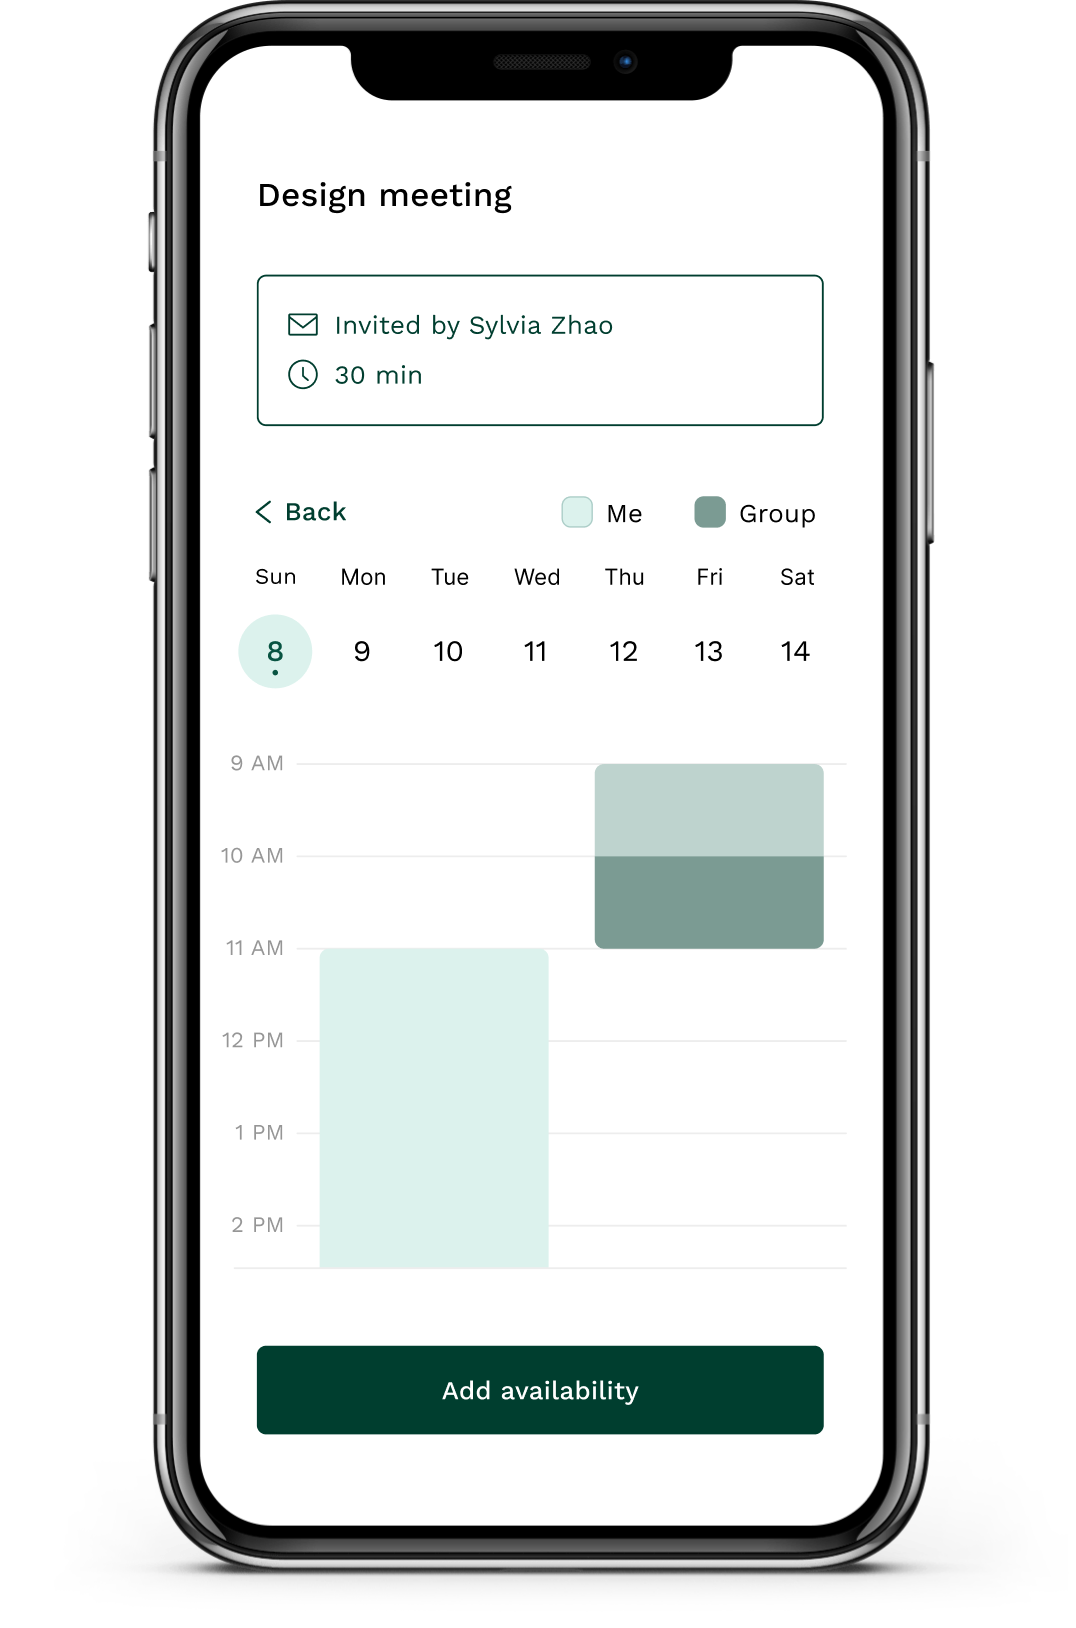 Design meeting
Invited by Sylvia Zhao
30 min
Back
Me Group
Sun Mon Tue Wed Thu Fri Sat
8 9 10 11 12 13 14
9 AM
10 AM
11 AM
12 PM
1 PM
2 PM
Add availability